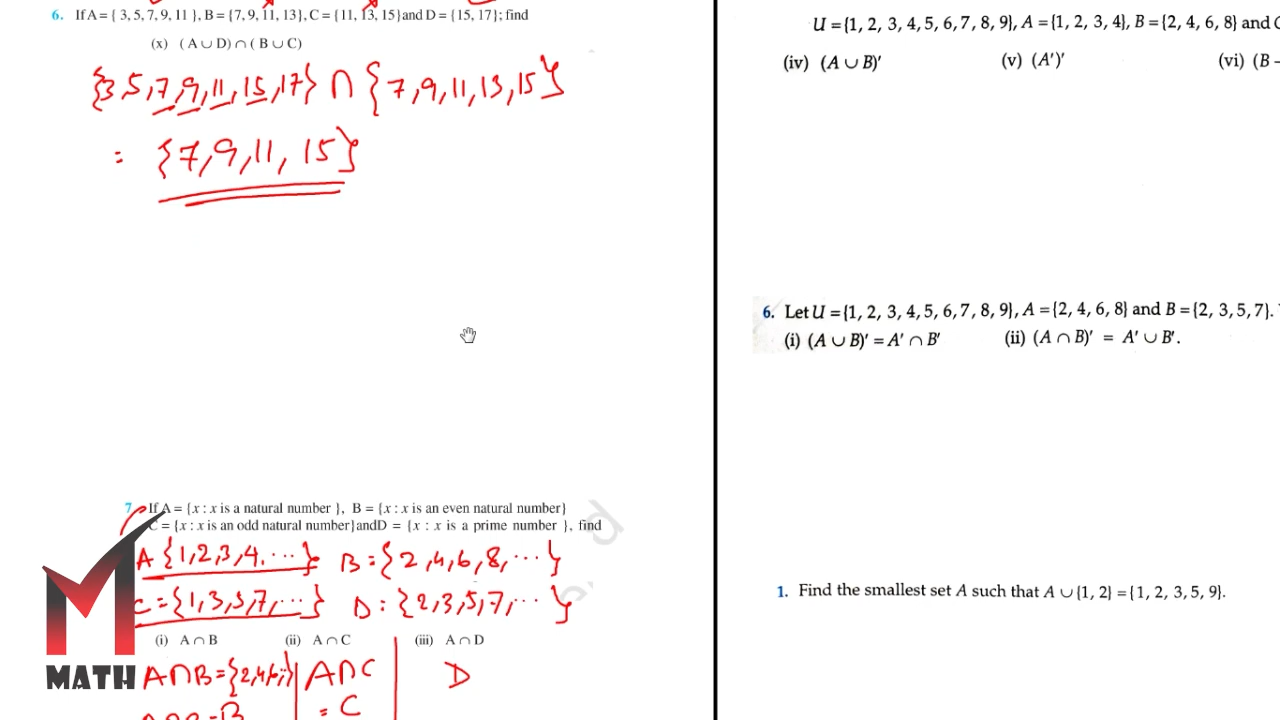 6. If A = { 3, 5, 7, 9, 11 }, B = {7, 9, 11, 13}, C = {11, 13, 15} and D = {15, 17}; find
(x) ( A ∪ D) ∩ ( B ∪ C)
{3,5,7,9,11,15,17} ∩ {7,9,11,13,15}
= {7,9,11,15}
7. If A = {x : x is a natural number }, B = {x : x is an even natural number}
C = {x : x is an odd natural number} and D = {x : x is a prime number }, find
A {1,2,3,4,...} B = {2,4,6,8,...}
C = {1,3,5,7,...} D = {2,3,5,7,...}
(i) A ∩ B (ii) A ∩ C (iii) A ∩ D
A∩B = {2,4,6,} A∩C D
A∩B = B = C
MATH
U = {1, 2, 3, 4, 5, 6, 7, 8, 9}, A = {1, 2, 3, 4}, B = {2, 4, 6, 8} and C
(iv) (A ∪ B)′ (v) (A′)′ (vi) (B –
6. Let U = {1, 2, 3, 4, 5, 6, 7, 8, 9}, A = {2, 4, 6, 8} and B = {2, 3, 5, 7}.
(i) (A ∪ B)′ = A′ ∩ B′ (ii) (A ∩ B)′ = A′ ∪ B′.
1. Find the smallest set A such that A ∪ {1, 2} = {1, 2, 3, 5, 9}.